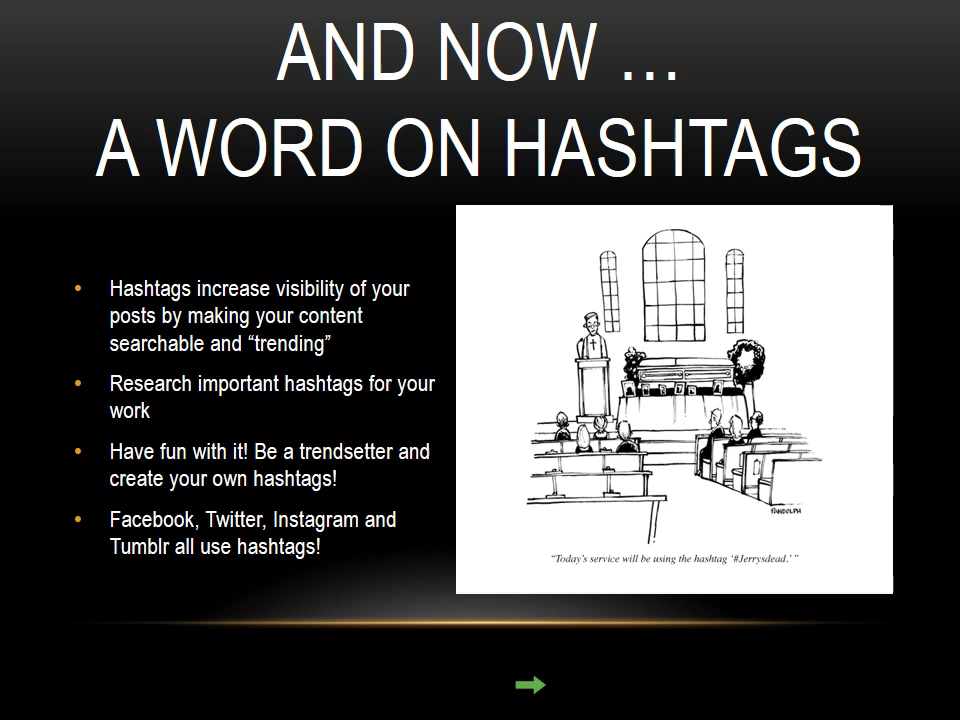 AND NOW …
A WORD ON HASHTAGS
• Hashtags increase visibility of your
posts by making your content
searchable and “trending”
• Research important hashtags for your
work
• Have fun with it! Be a trendsetter and
create your own hashtags!
• Facebook, Twitter, Instagram and
Tumblr all use hashtags!
RANDOLPH
“Today’s service will be using the hashtag ‘#Jerrysdead.’ ”